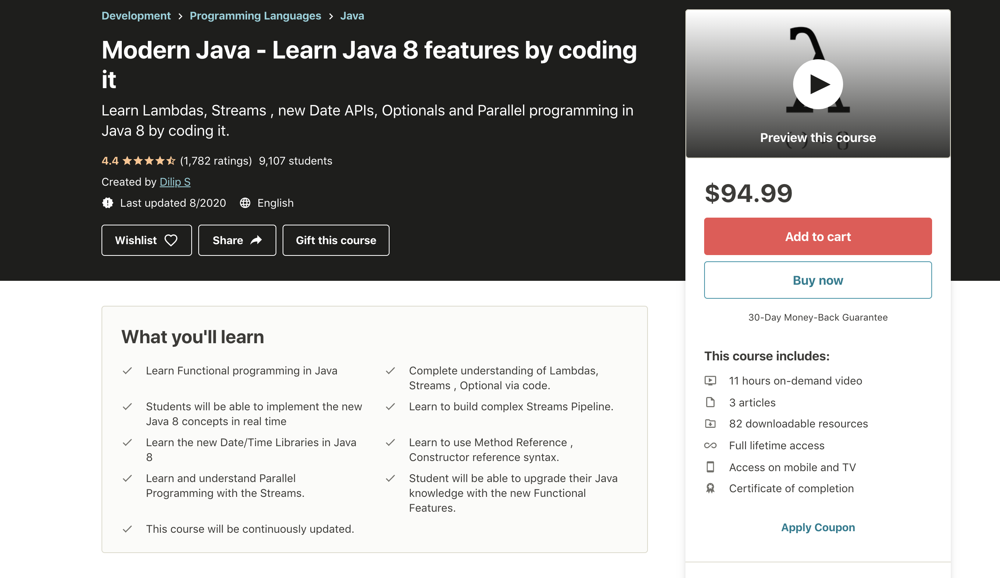 Development > Programming Languages > Java
Modern Java - Learn Java 8 features by coding
it
Learn Lambdas, Streams , new Date APIs, Optionals and Parallel programming in
Java 8 by coding it.
4.4 (1,782 ratings) 9,107 students
Created by Dilip S
Last updated 8/2020 English
Wishlist Share Gift this course
λ
( ) {}
Preview this course
$94.99
Add to cart
Buy now
30-Day Money-Back Guarantee
This course includes:
11 hours on-demand video
3 articles
82 downloadable resources
Full lifetime access
Access on mobile and TV
Certificate of completion
Apply Coupon
What you'll learn
Learn Functional programming in Java
Complete understanding of Lambdas,
Streams , Optional via code.
Students will be able to implement the new
Java 8 concepts in real time
Learn to build complex Streams Pipeline.
Learn the new Date/Time Libraries in Java
8
Learn to use Method Reference ,
Constructor reference syntax.
Learn and understand Parallel
Programming with the Streams.
Student will be able to upgrade their Java
knowledge with the new Functional
Features.
This course will be continuously updated.